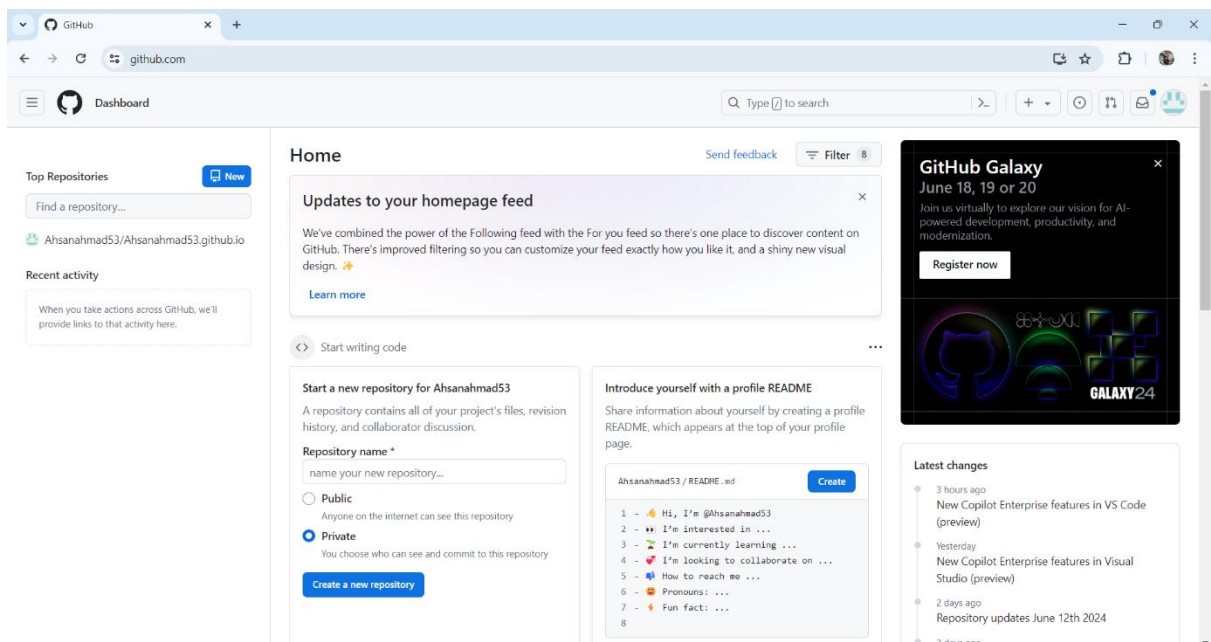 GitHub
github.com
Dashboard
Type / to search
Top Repositories
New
Find a repository...
Ahsanahmad53/Ahsanahmad53.github.io
Recent activity
When you take actions across GitHub, we'll
provide links to that activity here.
Home
Send feedback
Filter 8
Updates to your homepage feed
We've combined the power of the Following feed with the For you feed so there's one place to discover content on
GitHub. There's improved filtering so you can customize your feed exactly how you like it, and a shiny new visual
design. ✨
Learn more
Start writing code
Start a new repository for Ahsanahmad53
A repository contains all of your project's files, revision
history, and collaborator discussion.
Repository name *
name your new repository...
Public
Anyone on the internet can see this repository
Private
You choose who can see and commit to this repository
Create a new repository
Introduce yourself with a profile README
Share information about yourself by creating a profile
README, which appears at the top of your profile
page.
Ahsanahmad53 / README.md
Create
1 - 👋 Hi, I'm @Ahsanahmad53
2 - 👀 I'm interested in ...
3 - 🌱 I'm currently learning ...
4 - 💞️ I'm looking to collaborate on ...
5 - 📫 How to reach me ...
6 - 😄 Pronouns: ...
7 - ⚡ Fun fact: ...
8
GitHub Galaxy
June 18, 19 or 20
Join us virtually to explore our vision for AI-
powered development, productivity, and
modernization.
Register now
GALAXY24
Latest changes
3 hours ago
New Copilot Enterprise features in VS Code
(preview)
Yesterday
New Copilot Enterprise features in Visual
Studio (preview)
2 days ago
Repository updates June 12th 2024